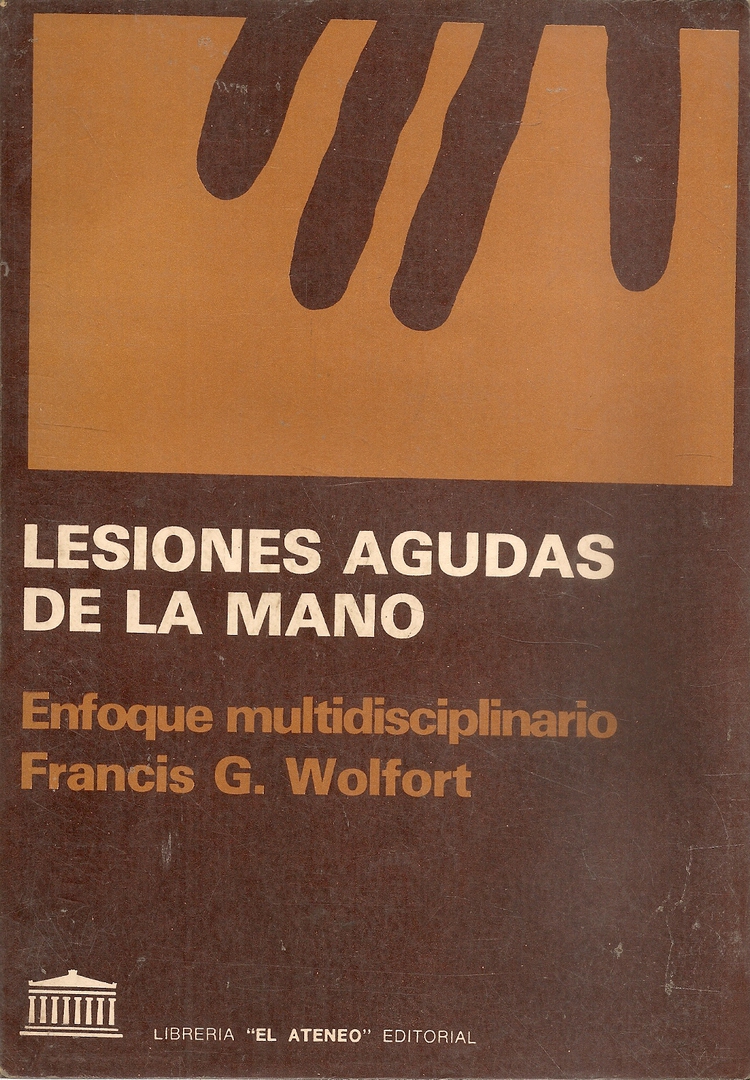 LESIONES AGUDAS
DE LA MANO
Enfoque multidisciplinario
Francis G. Wolfort
LIBRERIA "EL ATENEO" EDITORIAL